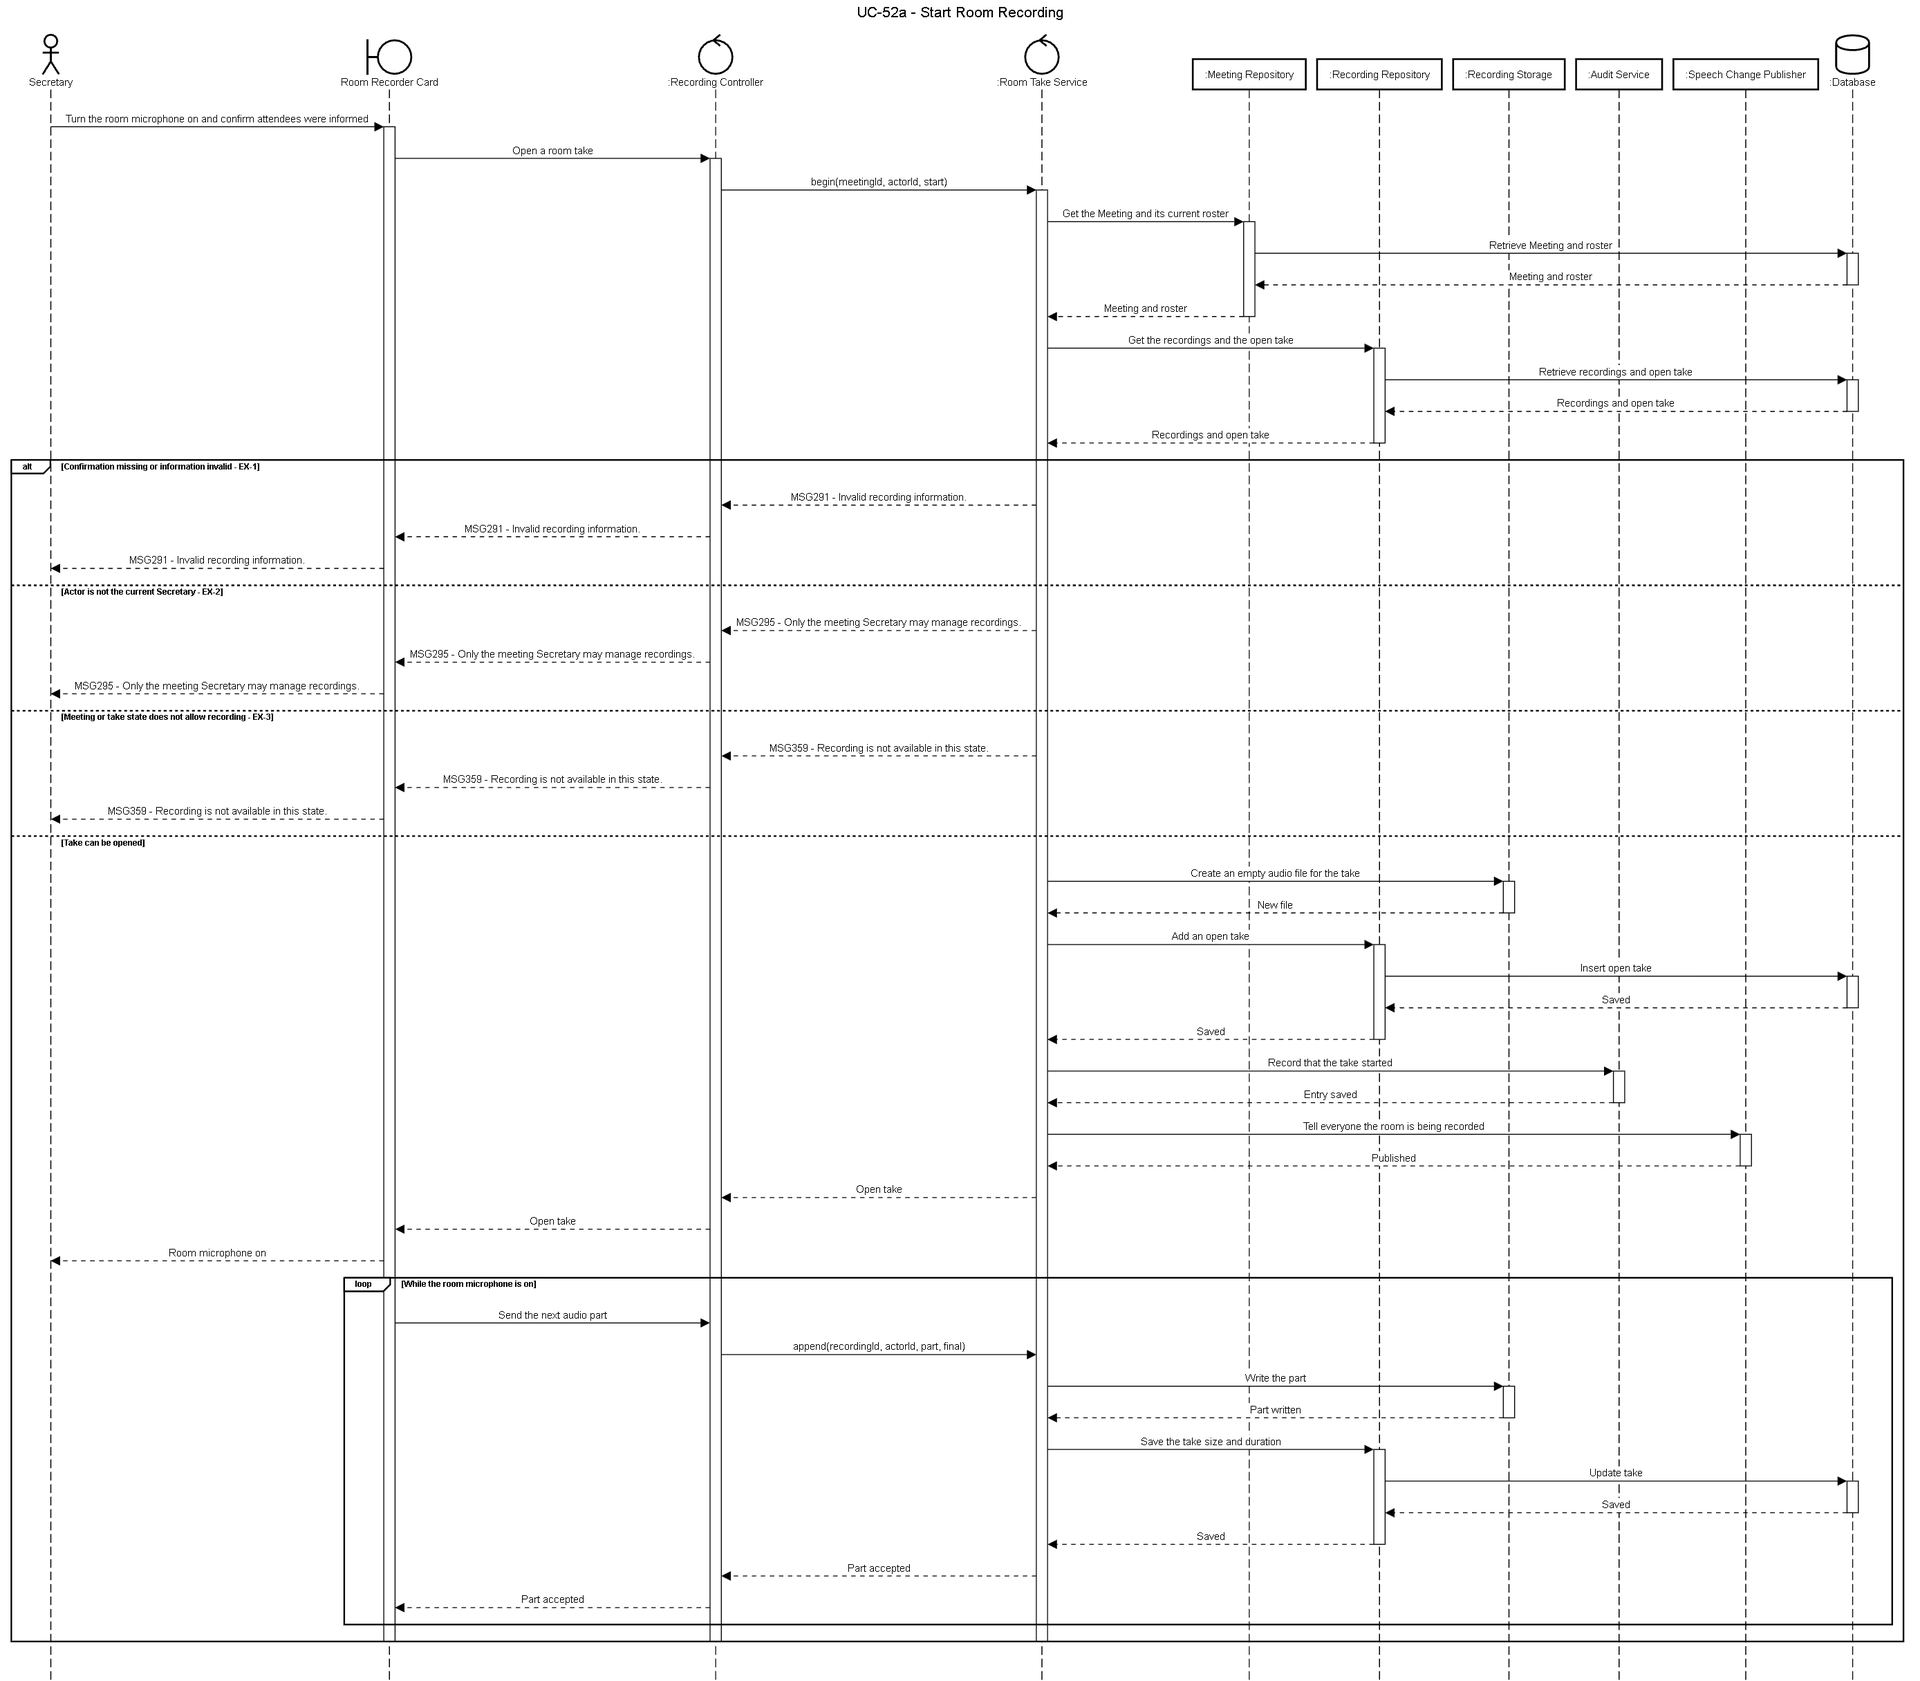 UC-52a - Start Room Recording
Secretary
Room Recorder Card
:Recording Controller
:Room Take Service
:Meeting Repository
:Recording Repository
:Recording Storage
:Audit Service
:Speech Change Publisher
:Database
Turn the room microphone on and confirm attendees were informed
Open a room take
begin(meetingId, actorId, start)
Get the Meeting and its current roster
Retrieve Meeting and roster
Meeting and roster
Meeting and roster
Get the recordings and the open take
Retrieve recordings and open take
Recordings and open take
Recordings and open take
alt
[Confirmation missing or information invalid - EX-1]
MSG291 - Invalid recording information.
MSG291 - Invalid recording information.
MSG291 - Invalid recording information.
[Actor is not the current Secretary - EX-2]
MSG295 - Only the meeting Secretary may manage recordings.
MSG295 - Only the meeting Secretary may manage recordings.
MSG295 - Only the meeting Secretary may manage recordings.
[Meeting or take state does not allow recording - EX-3]
MSG359 - Recording is not available in this state.
MSG359 - Recording is not available in this state.
MSG359 - Recording is not available in this state.
[Take can be opened]
Create an empty audio file for the take
New file
Add an open take
Insert open take
Saved
Saved
Record that the take started
Entry saved
Tell everyone the room is being recorded
Published
Open take
Open take
Room microphone on
loop
[While the room microphone is on]
Send the next audio part
append(recordingId, actorId, part, final)
Write the part
Part written
Save the take size and duration
Update take
Saved
Saved
Part accepted
Part accepted